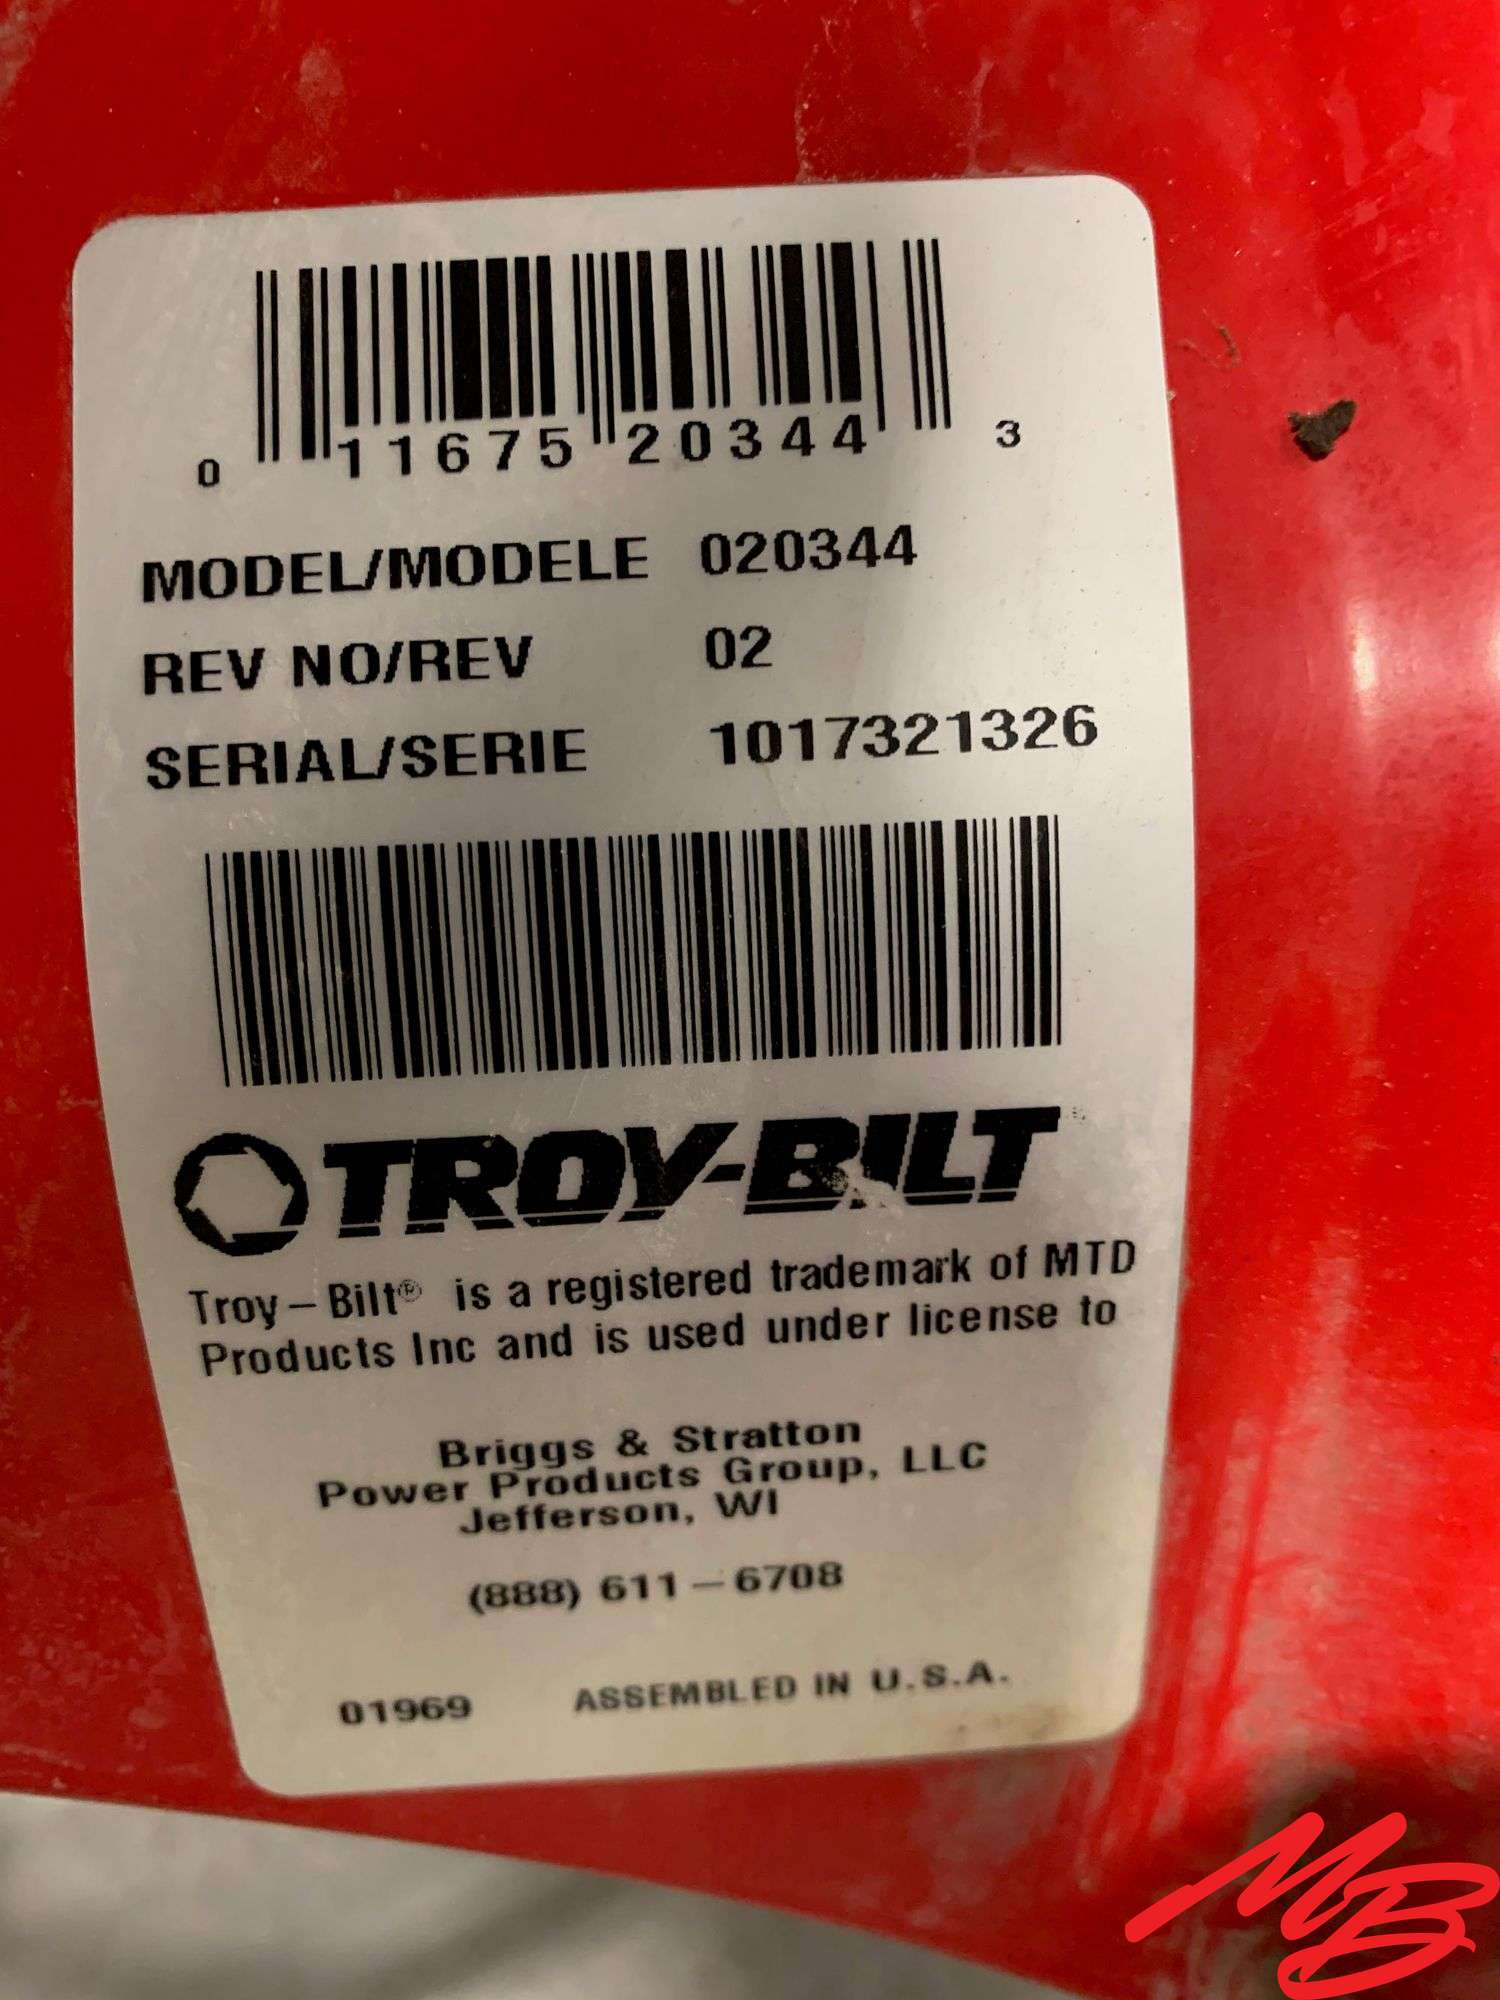 0 11675 20344 3
MODEL/MODELE 020344
REV NO/REV 02
SERIAL/SERIE 1017321326
TROY-BILT
Troy-Bilt® is a registered trademark of MTD
Products Inc and is used under license to
Briggs & Stratton
Power Products Group, LLC
Jefferson, WI
(888) 611-6708
01969 ASSEMBLED IN U.S.A.
MB